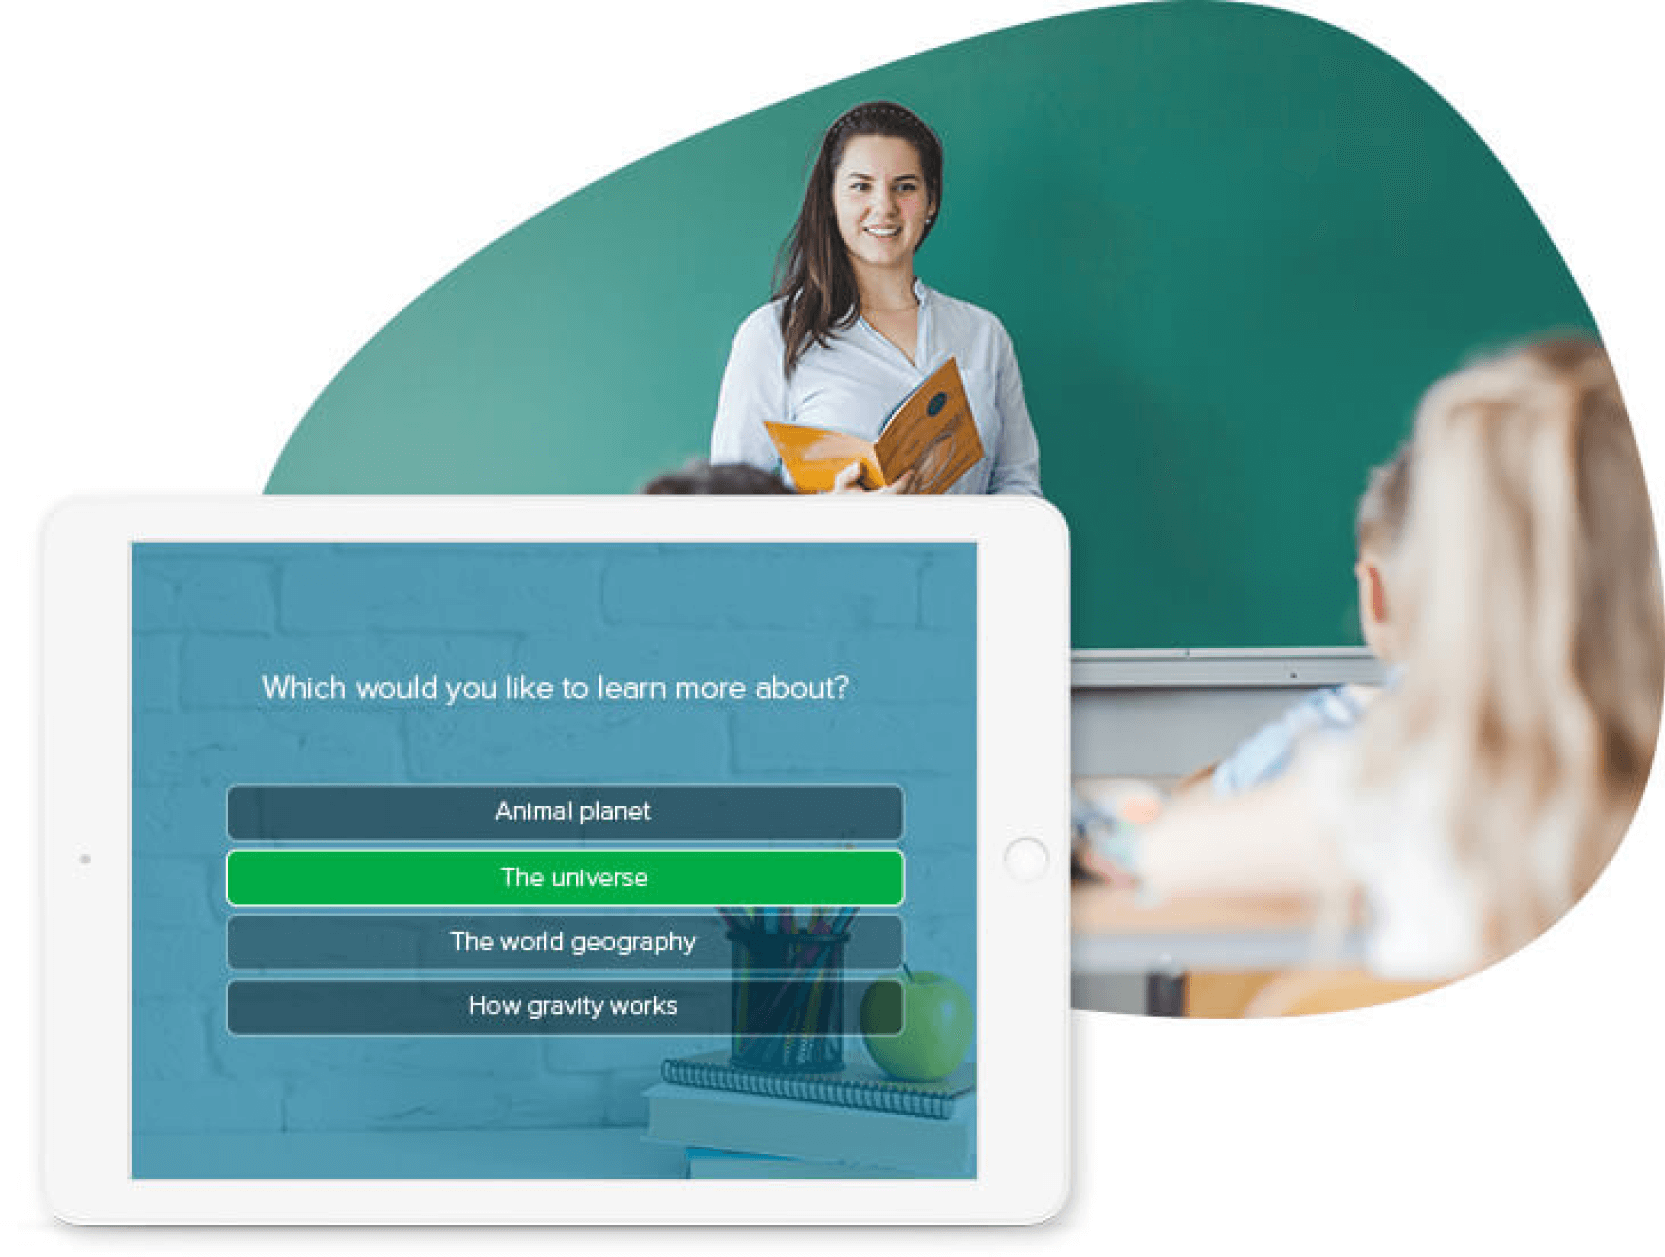 Which would you like to learn more about?
Animal planet
The universe
The world geography
How gravity works